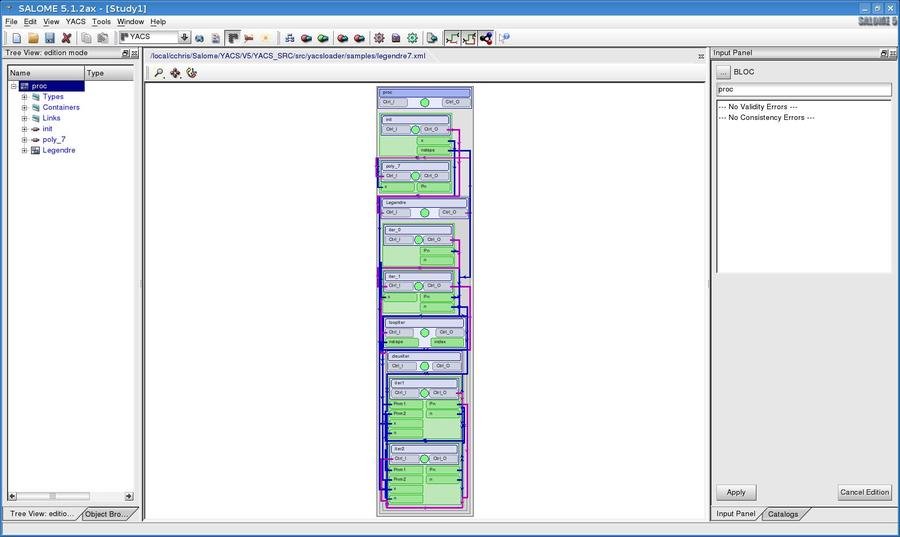 SALOME 5.1.2ax - [Study1]
File Edit View YACS Tools Window Help
YACS
SALOME 5
Tree View: edition mode
Name Type
proc
Types
Containers
Links
init
poly_7
Legendre
Tree View: editio... Object Bro...
/local/cchris/Salome/YACS/V5/YACS_SRC/src/yacsloader/samples/legendre7.xml
proc
Ctrl_I Ctrl_O
init
Ctrl_I Ctrl_O
x
nsteps
poly_7
Ctrl_I Ctrl_O
x Pn
Legendre
Ctrl_I Ctrl_O
iter_0
Ctrl_I Ctrl_O
Pn
n
iter_1
Ctrl_I Ctrl_O
x Pn
n
loopIter
Ctrl_I Ctrl_O
nsteps index
deuxIter
Ctrl_I Ctrl_O
iter1
Ctrl_I Ctrl_O
Pnm1 Pn
Pnm2 n
x
n
iter2
Ctrl_I Ctrl_O
Pnm1 Pn
Pnm2 n
x
n
Input Panel
... BLOC
proc
--- No Validity Errors ---
--- No Consistency Errors ---
Apply Cancel Edition
Input Panel Catalogs